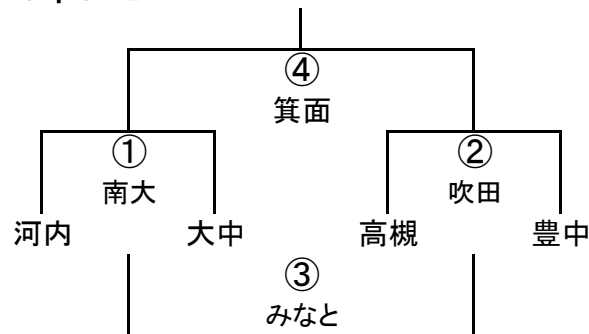 ④
箕面
① ②
南大 吹田
河内 大中 高槻 豊中
③
みなと